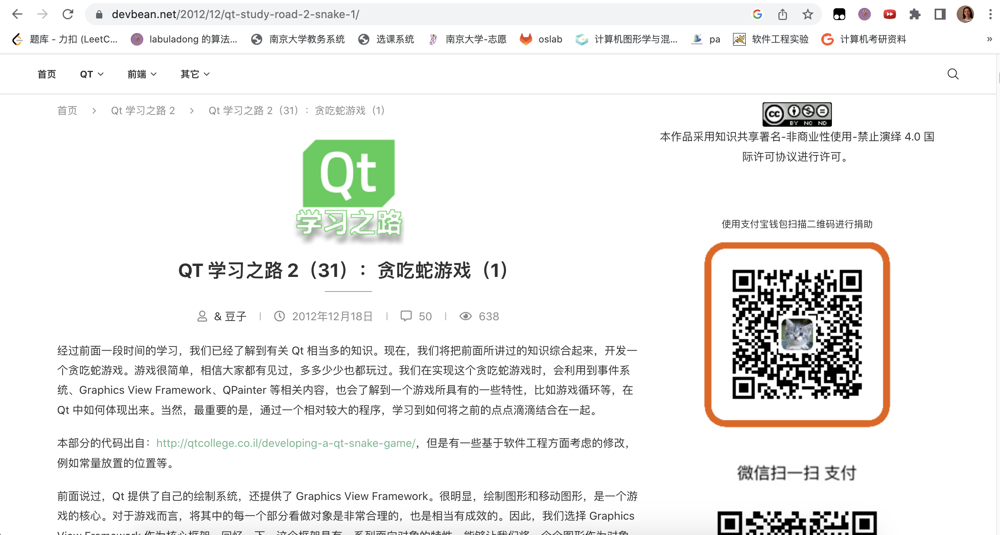 devbean.net/2012/12/qt-study-road-2-snake-1/
题库 - 力扣 (LeetC...
labuladong 的算法...
南京大学教务系统
选课系统
南京大学-志愿
oslab
计算机图形学与混...
pa
软件工程实验
计算机考研资料
»
首页
QT
前端
其它
首页 > Qt 学习之路 2 > Qt 学习之路 2（31）：贪吃蛇游戏（1）
Qt
学习之路
QT 学习之路 2（31）：贪吃蛇游戏（1）
& 豆子 | 2012年12月18日 | 50 | 638
经过前面一段时间的学习，我们已经了解到有关 Qt 相当多的知识。现在，我们将把前面所讲过的知识综合起来，开发一
个贪吃蛇游戏。游戏很简单，相信大家都有见过，多多少少也都玩过。我们在实现这个贪吃蛇游戏时，会利用到事件系
统、Graphics View Framework、QPainter 等相关内容，也会了解到一个游戏所具有的一些特性，比如游戏循环等，在
Qt 中如何体现出来。当然，最重要的是，通过一个相对较大的程序，学习到如何将之前的点点滴滴结合在一起。
本部分的代码出自：http://qtcollege.co.il/developing-a-qt-snake-game/，但是有一些基于软件工程方面考虑的修改，
例如常量放置的位置等。
前面说过，Qt 提供了自己的绘制系统，还提供了 Graphics View Framework。很明显，绘制图形和移动图形，是一个游
戏的核心。对于游戏而言，将其中的每一个部分看做对象是非常合理的，也是相当有成效的。因此，我们选择 Graphics
cc
BY NC ND
本作品采用知识共享署名-非商业性使用-禁止演绎 4.0 国
际许可协议进行许可。
使用支付宝钱包扫描二维码进行捐助
微信扫一扫 支付